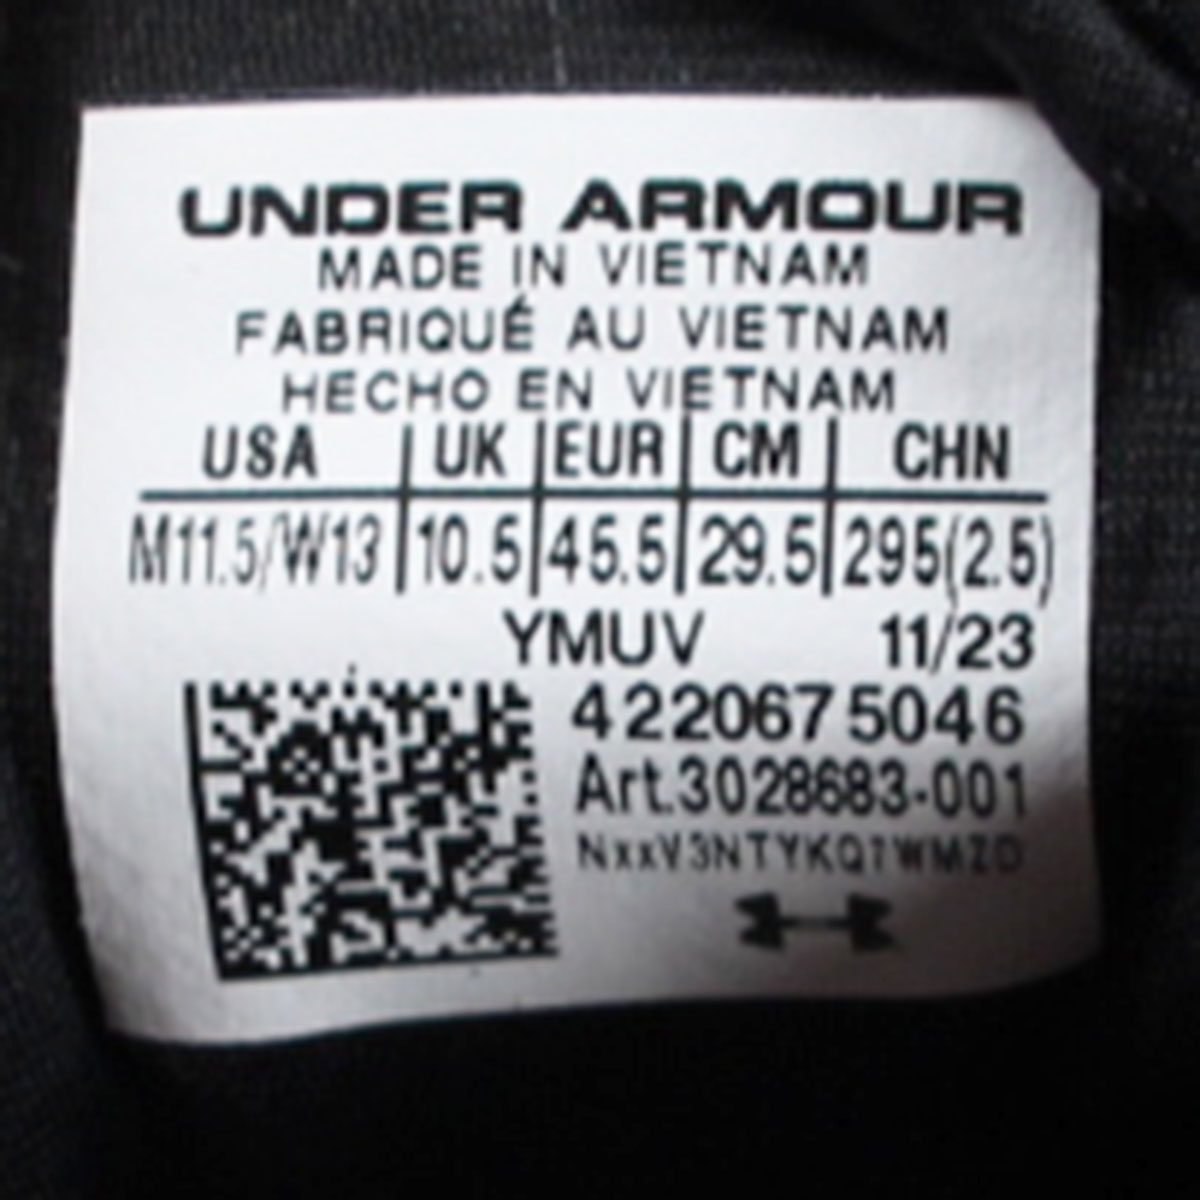 UNDER ARMOUR
MADE IN VIETNAM
FABRIQUÉ AU VIETNAM
HECHO EN VIETNAM
USA UK EUR CM CHN
M11.5/W13 10.5 45.5 29.5 295(2.5)
YMUV 11/23
4220675046
Art.3028683-001